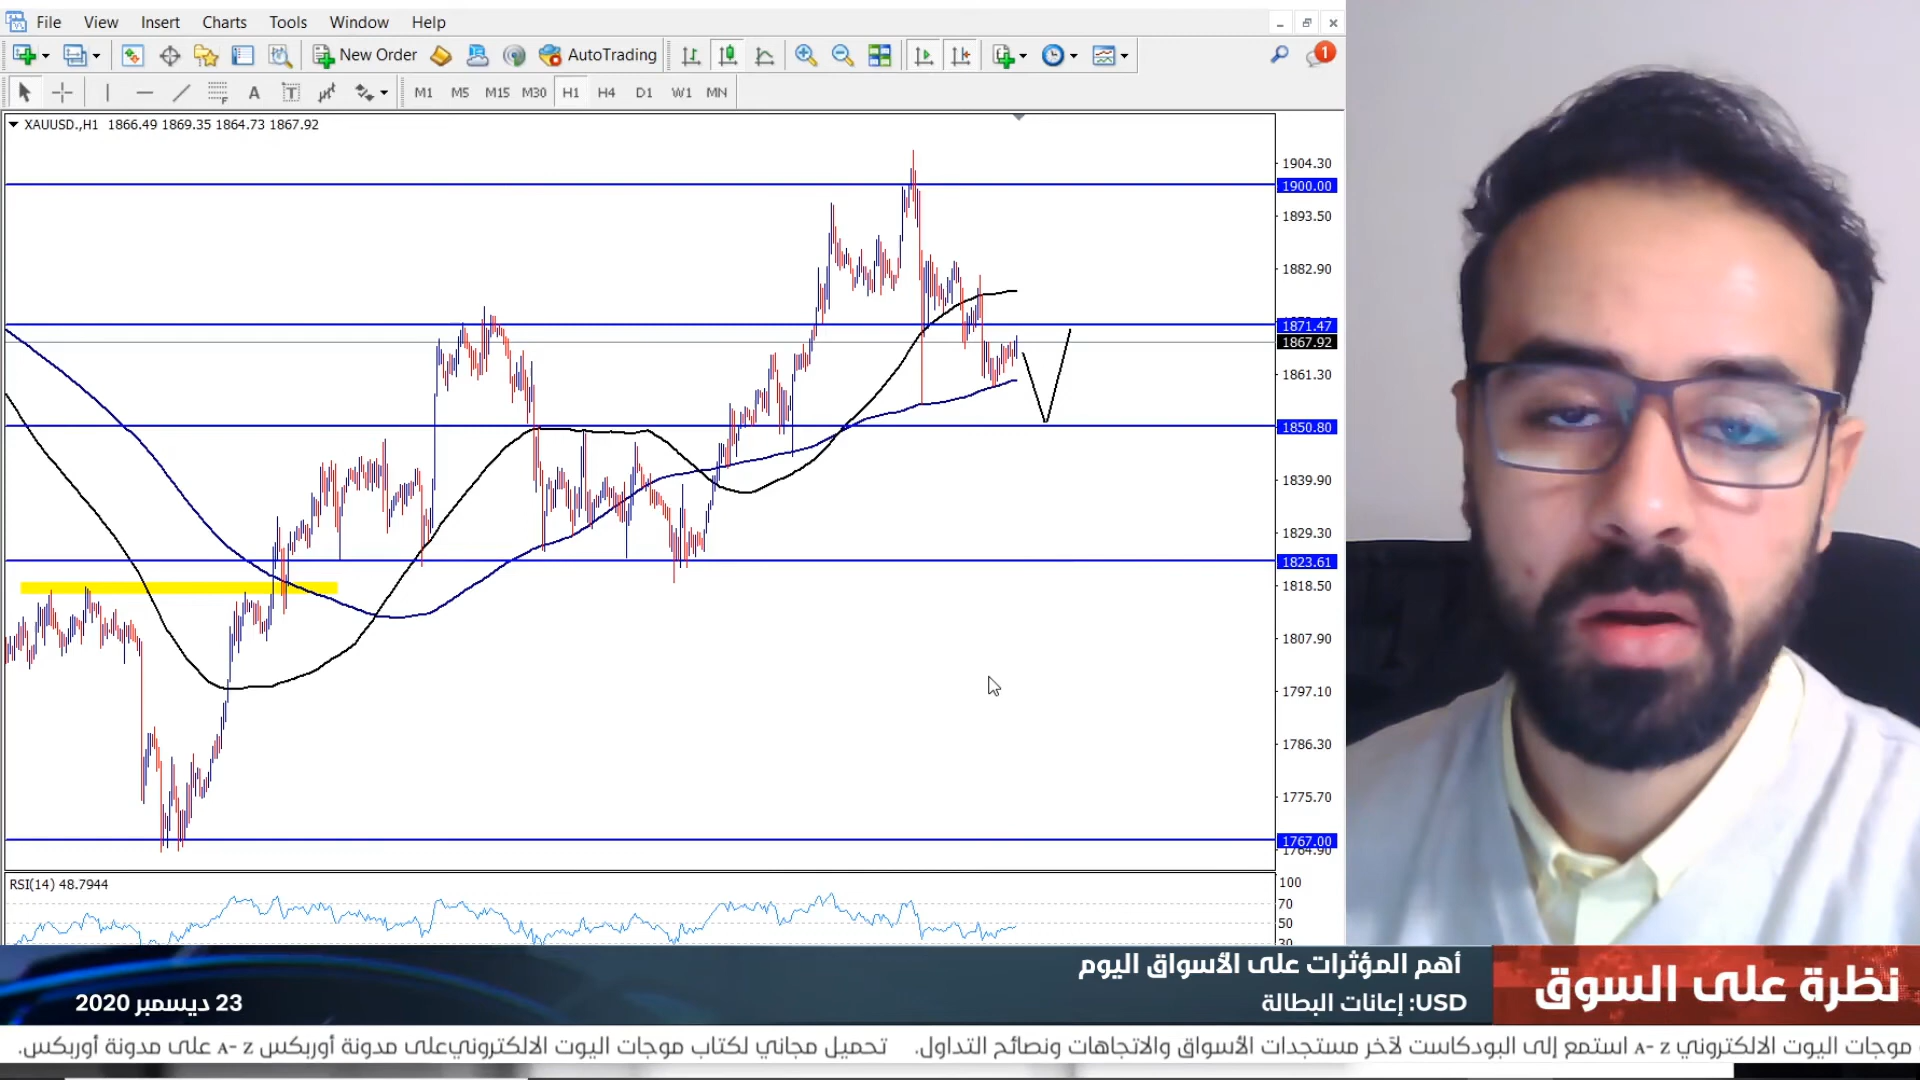 File View Insert Charts Tools Window Help
New Order AutoTrading
1
A T
M1 M5 M15 M30 H1 H4 D1 W1 MN
XAUUSD.,H1 1866.49 1869.35 1864.73 1867.92
1904.30
1900.00
1893.50
1882.90
1871.47
1867.92
1861.30
1850.80
1839.90
1829.30
1823.61
1818.50
1807.90
1797.10
1786.30
1775.70
1767.00
1764.90
RSI(14) 48.7944
100
70
50
30
نظرة على السوق
أهم المؤثرات على الأسواق اليوم
USD: إعانات البطالة
23 ديسمبر 2020
موجات اليوت الالكتروني A- Z استمع إلى البودكاست لآخر مستجدات الأسواق والاتجاهات ونصائح التداول. تحميل مجاني لكتاب موجات اليوت الالكترونيعلى مدونة أوربكس A- Z على مدونة أوربكس.